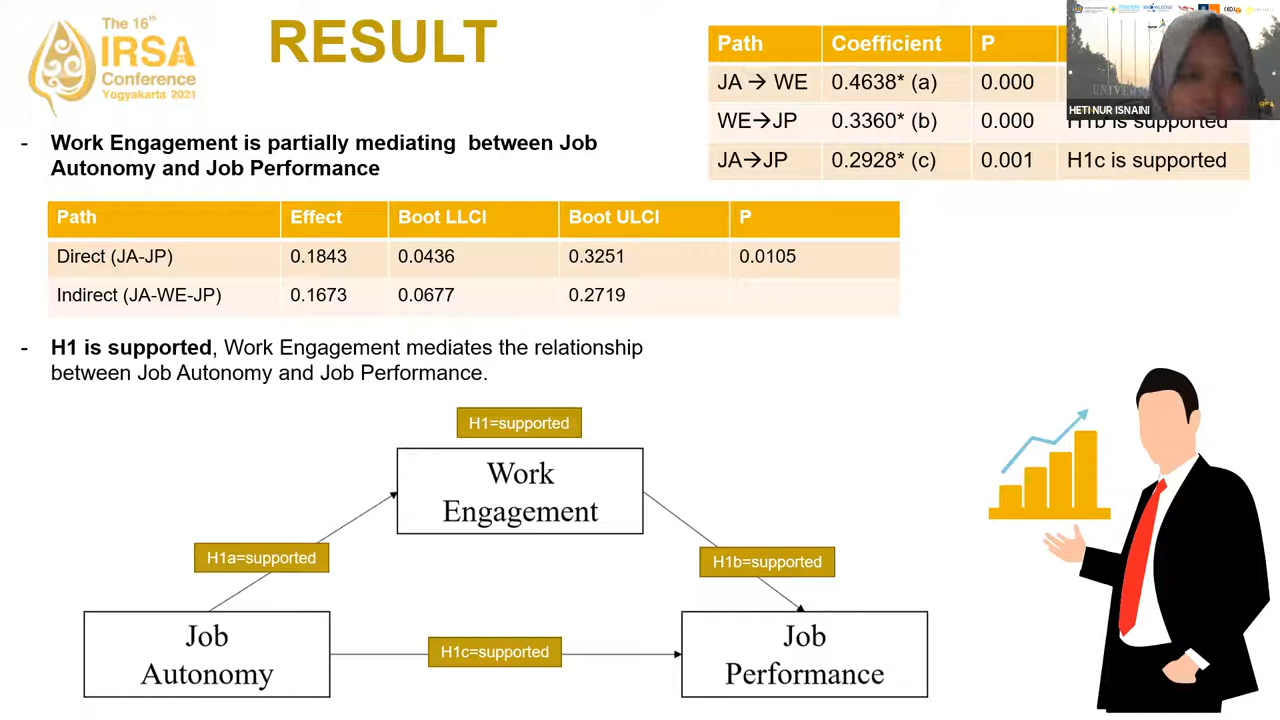 The 16th
IRSA
Conference
Yogyakarta 2021
RESULT
Path Coefficient P
JA → WE 0.4638* (a) 0.000
WE→JP 0.3360* (b) 0.000 H1b is supported
JA→JP 0.2928* (c) 0.001 H1c is supported
UNIVERS
HETI NUR ISNAINI
- Work Engagement is partially mediating between Job
Autonomy and Job Performance
Path Effect Boot LLCI Boot ULCI P
Direct (JA-JP) 0.1843 0.0436 0.3251 0.0105
Indirect (JA-WE-JP) 0.1673 0.0677 0.2719
- H1 is supported, Work Engagement mediates the relationship
between Job Autonomy and Job Performance.
H1=supported
Work
Engagement
H1a=supported
H1b=supported
Job
Autonomy
H1c=supported
Job
Performance